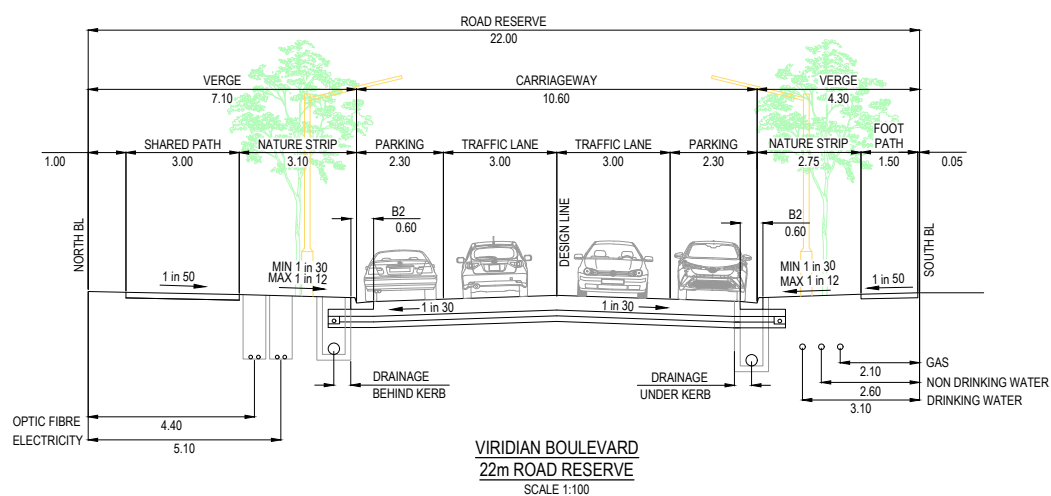 ROAD RESERVE
22.00
VERGE
CARRIAGEWAY
VERGE
7.10
10.60
4.30
FOOT
PATH
SHARED PATH
NATURE STRIP
PARKING
TRAFFIC LANE
TRAFFIC LANE
PARKING
NATURE STRIP
1.00
3.00
3.10
2.30
3.00
3.00
2.30
2.75
1.50
0.05
B2
0.60
B2
0.60
NORTH BL
DESIGN LINE
SOUTH BL
1 in 50
MIN 1 in 30
MAX 1 in 12
MIN 1 in 30
MAX 1 in 12
1 in 50
1 in 30
1 in 30
DRAINAGE
BEHIND KERB
DRAINAGE
UNDER KERB
GAS
2.10
NON DRINKING WATER
2.60
DRINKING WATER
3.10
OPTIC FIBRE
4.40
ELECTRICITY
5.10
VIRIDIAN BOULEVARD
22m ROAD RESERVE
SCALE 1:100